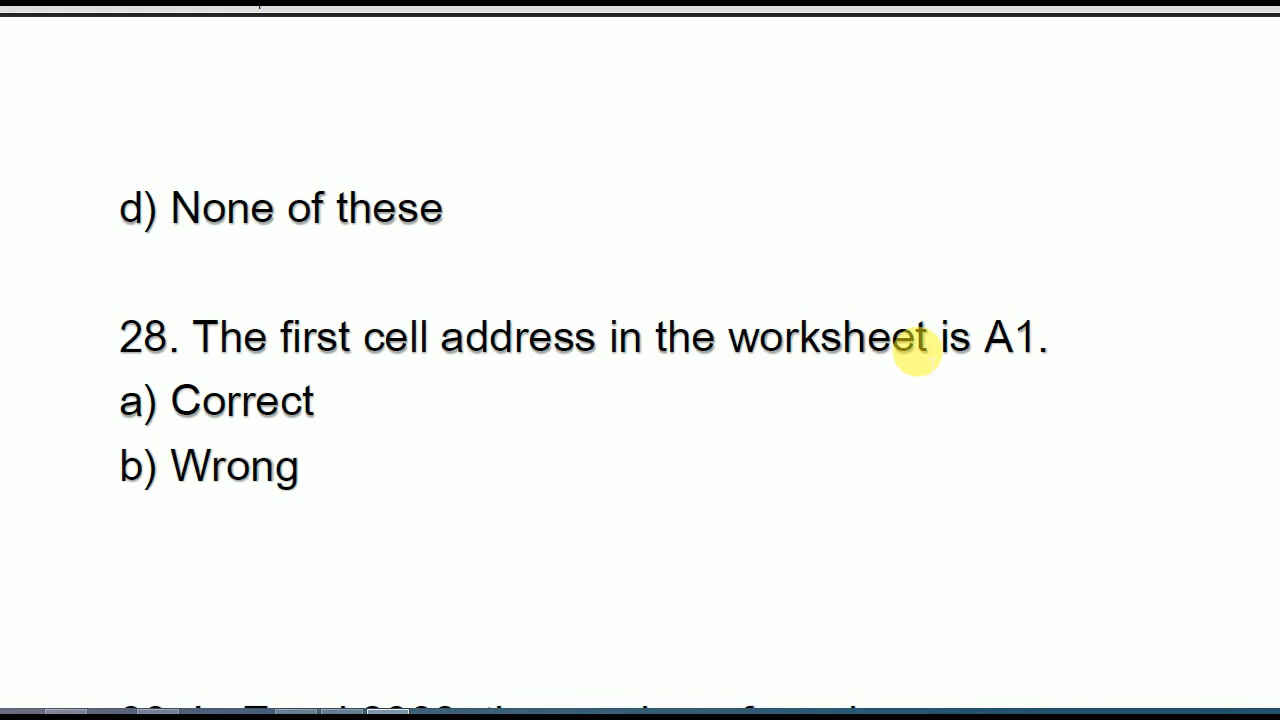 d) None of these
28. The first cell address in the worksheet is A1.
a) Correct
b) Wrong